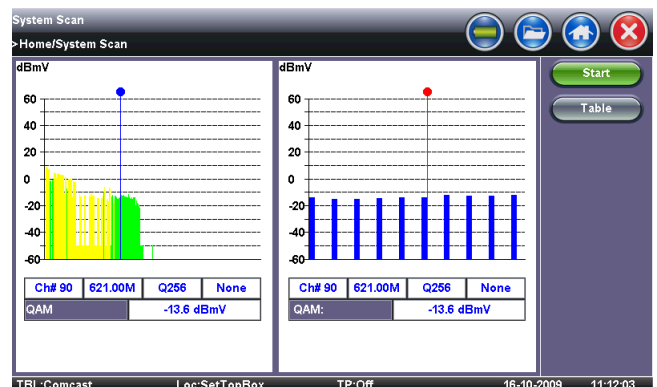 System Scan
>Home/System Scan
dBmV
60
40
20
0
-20
-40
-60
Ch# 90 621.00M Q256 None
QAM -13.6 dBmV
dBmV
60
40
20
0
-20
-40
-60
Ch# 90 621.00M Q256 None
QAM: -13.6 dBmV
Start
Table
TBL:Comcast Loc:SetTopBox TP:Off 16-10-2009 11:12:03